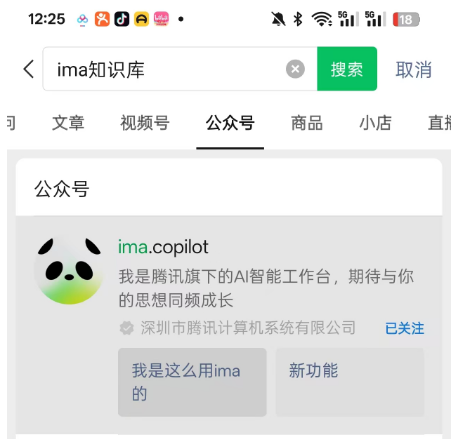 12:25
5G 5G 18
ima知识库
搜索
取消
问 文章 视频号 公众号 商品 小店 直播
公众号
ima.copilot
我是腾讯旗下的AI智能工作台，期待与你
的思想同频成长
深圳市腾讯计算机系统有限公司
已关注
我是这么用ima
的
新功能